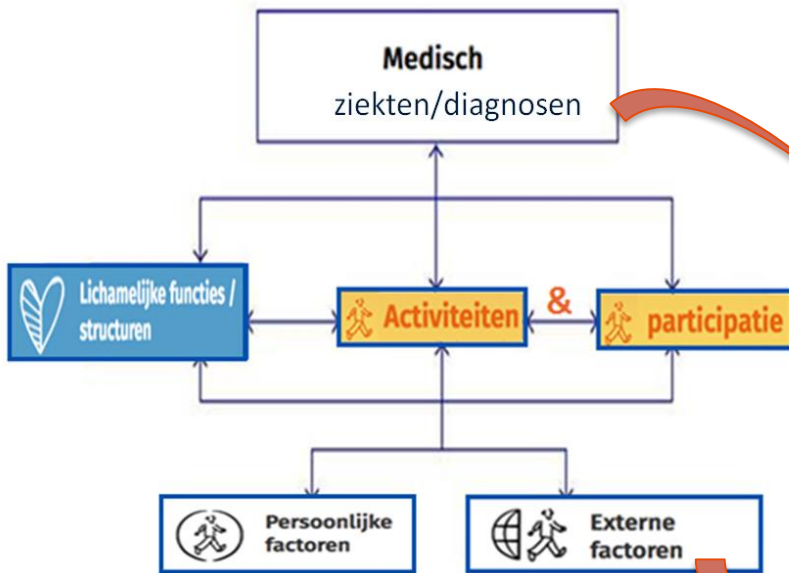 Medisch
ziekten/diagnosen
Lichamelijke functies /
structuren
Activiteiten
&
participatie
Persoonlijke
factoren
Externe
factoren